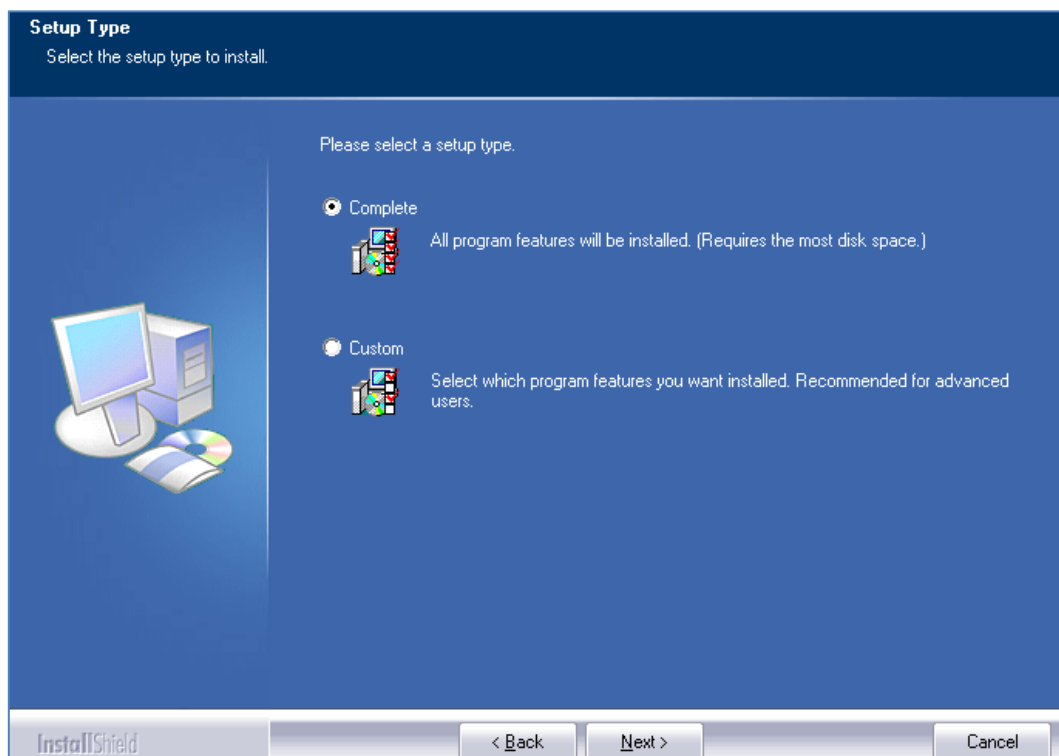 Setup Type
Select the setup type to install.
Please select a setup type.
Complete
All program features will be installed. (Requires the most disk space.)
Custom
Select which program features you want installed. Recommended for advanced
users.
InstallShield
< Back
Next >
Cancel